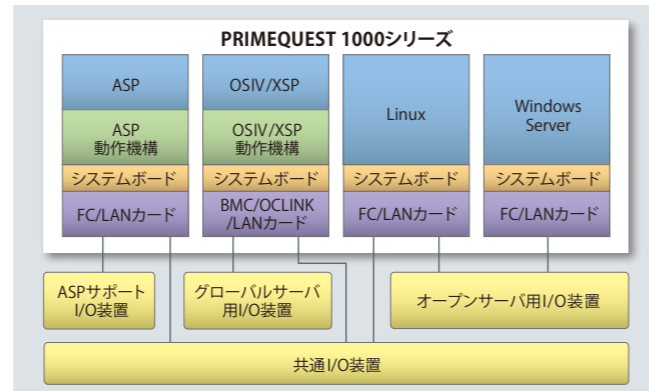 PRIMEQUEST 1000シリーズ
ASP
ASP
動作機構
システムボード
FC/LANカード
OSIV/XSP
OSIV/XSP
動作機構
システムボード
BMC/OCLINK
/LANカード
Linux
システムボード
FC/LANカード
Windows
Server
システムボード
FC/LANカード
ASPサポート
I/O装置
グローバルサーバ
用I/O装置
オープンサーバ用I/O装置
共通I/O装置